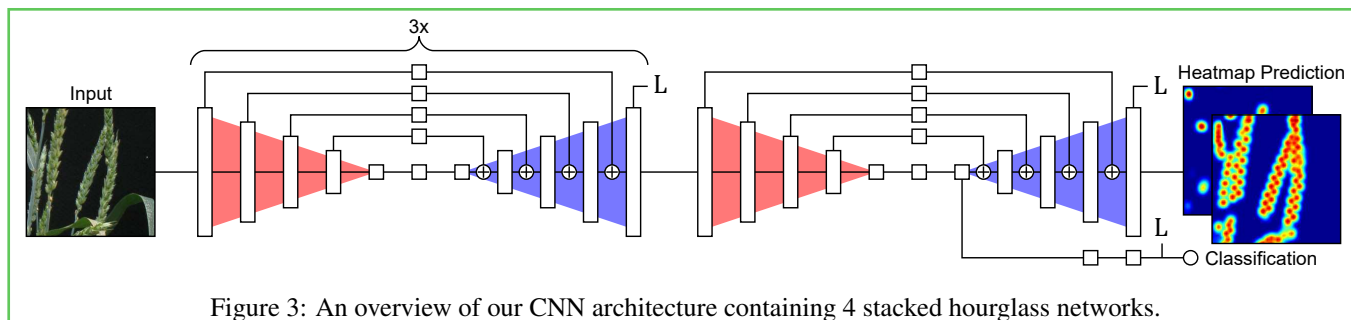 3x
Input
L
L
Heatmap Prediction
L
Classification
Figure 3: An overview of our CNN architecture containing 4 stacked hourglass networks.